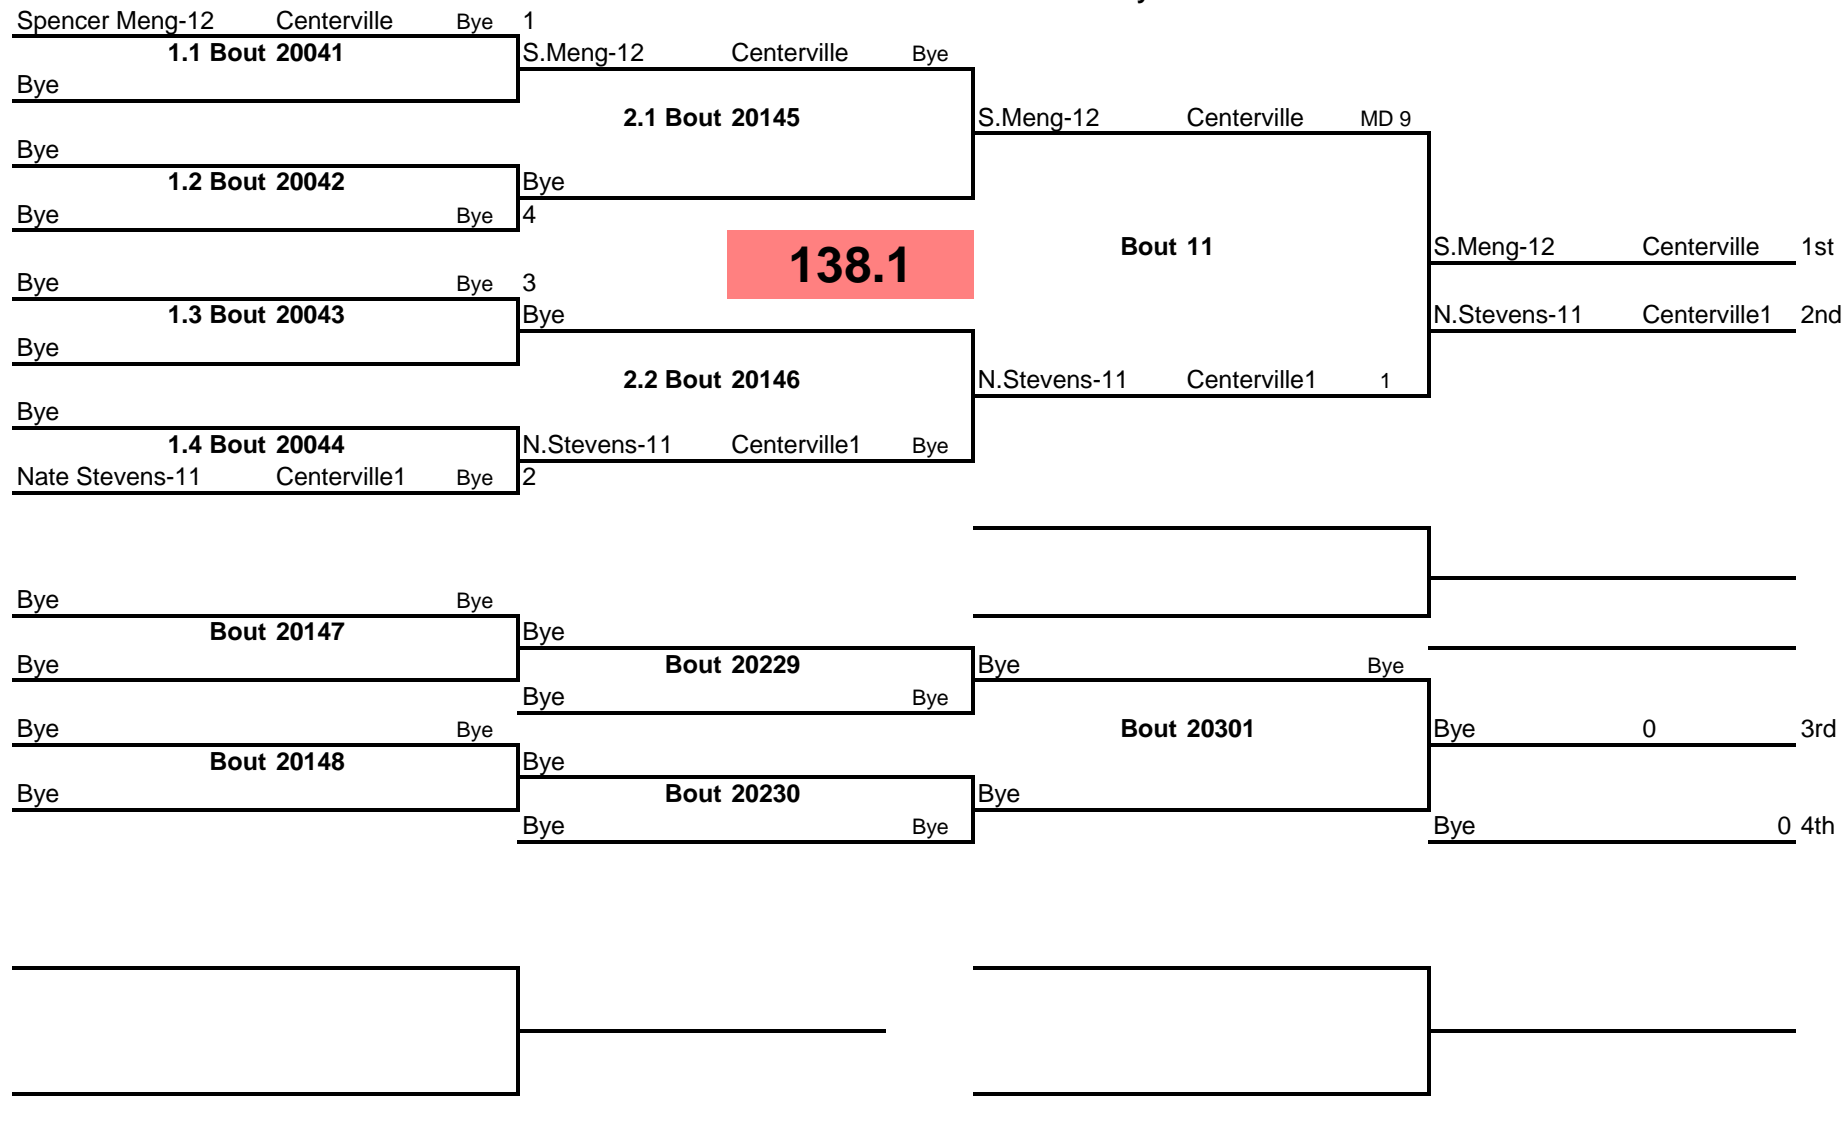 Spencer Meng-12 Centerville Bye 1
1.1 Bout 20041 S.Meng-12 Centerville Bye
Bye
2.1 Bout 20145 S.Meng-12 Centerville MD 9
Bye
1.2 Bout 20042 Bye
Bye Bye 4
138.1 Bout 11 S.Meng-12 Centerville 1st
Bye Bye 3
1.3 Bout 20043 Bye N.Stevens-11 Centerville1 2nd
Bye
2.2 Bout 20146 N.Stevens-11 Centerville1 1
Bye
1.4 Bout 20044 N.Stevens-11 Centerville1 Bye
Nate Stevens-11 Centerville1 Bye 2
Bye Bye
Bout 20147 Bye
Bye Bout 20229 Bye Bye
Bye Bye
Bye Bye Bout 20301 Bye 0 3rd
Bout 20148 Bye
Bye Bout 20230 Bye
Bye Bye Bye 0 4th